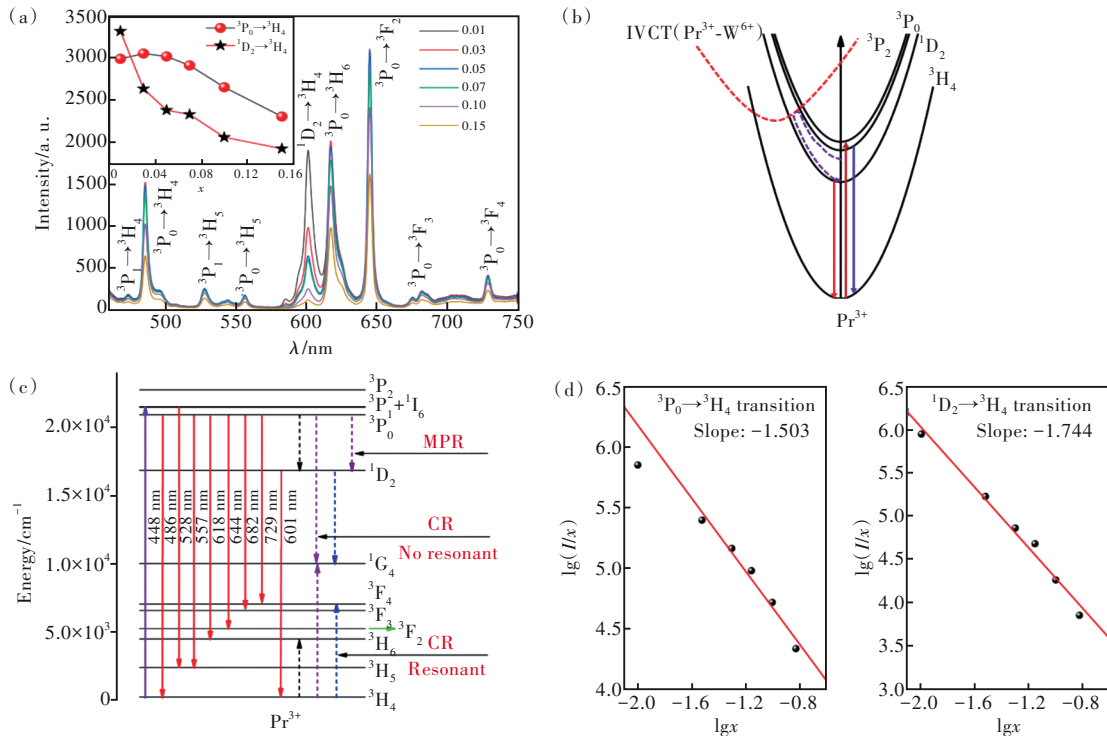 (a)
3500
3000
2500
2000
1500
1000
500
0
Intensity/a. u.
³P₀→³H₄
¹D₂→³H₄
0 0.04 0.08 0.12 0.16
x
0.01
0.03
0.05
0.07
0.10
0.15
³P₁→³H₄
³P₀→³H₄
³P₁→³H₅
³P₀→³H₅
¹D₂→³H₄
³P₀→³H₆
³P₀→³F₂
³P₀→³F₃
³P₀→³F₄
500 550 600 650 700 750
λ/nm
(b)
IVCT(Pr³⁺-W⁶⁺)
³P₂
³P₀
¹D₂
³H₄
Pr³⁺
(c)
2.0×10⁴
1.5×10⁴
1.0×10⁴
5.0×10³
0
Energy/cm⁻¹
³P₂
³P₁+¹I₆
³P₀
MPR
¹D₂
448 nm
486 nm
528 nm
557 nm
618 nm
644 nm
682 nm
729 nm
601 nm
CR
No resonant
¹G₄
³F₄
³F₃
³F₂
³H₆
CR
Resonant
³H₅
³H₄
Pr³⁺
(d)
6.5
6.0
5.5
5.0
4.5
4.0
lg(I/x)
³P₀→³H₄ transition
Slope: −1.503
−2.0 −1.6 −1.2 −0.8
lgx
6.5
6.0
5.5
5.0
4.5
4.0
3.5
3.0
lg(I/x)
¹D₂→³H₄ transition
Slope: −1.744
−2.0 −1.6 −1.2 −0.8
lgx